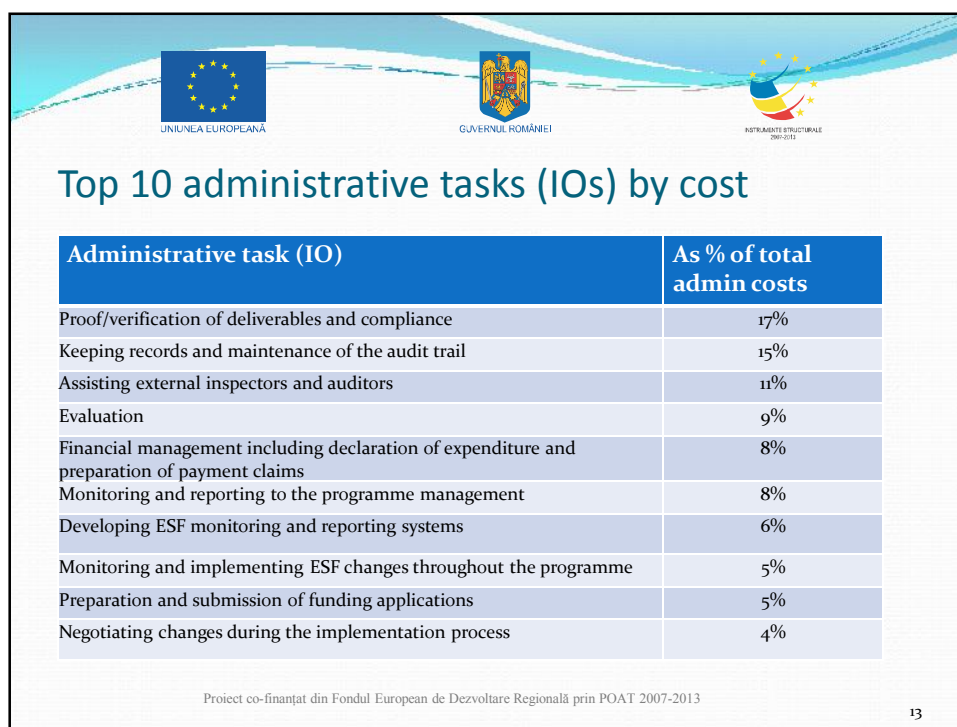 UNIUNEA EUROPEANĂ
GUVERNUL ROMÂNIEI
INSTRUMENTE STRUCTURALE
2007-2013
Top 10 administrative tasks (IOs) by cost
Administrative task (IO)
As % of total
admin costs
Proof/verification of deliverables and compliance 17%
Keeping records and maintenance of the audit trail 15%
Assisting external inspectors and auditors 11%
Evaluation 9%
Financial management including declaration of expenditure and 8%
preparation of payment claims
Monitoring and reporting to the programme management 8%
Developing ESF monitoring and reporting systems 6%
Monitoring and implementing ESF changes throughout the programme 5%
Preparation and submission of funding applications 5%
Negotiating changes during the implementation process 4%
Proiect co-finanțat din Fondul European de Dezvoltare Regională prin POAT 2007-2013
13